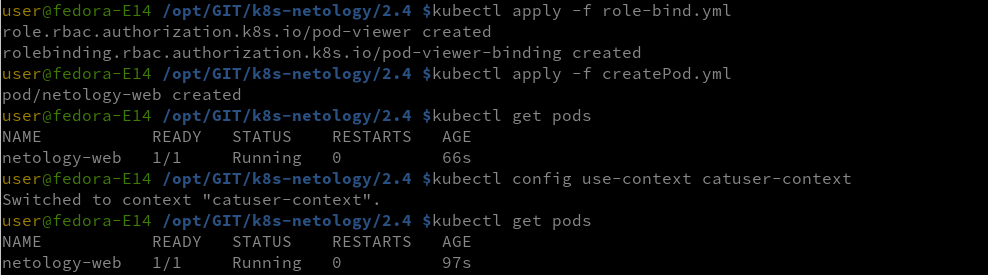 user@fedora-E14 /opt/GIT/k8s-netology/2.4 $kubectl apply -f role-bind.yml
role.rbac.authorization.k8s.io/pod-viewer created
rolebinding.rbac.authorization.k8s.io/pod-viewer-binding created
user@fedora-E14 /opt/GIT/k8s-netology/2.4 $kubectl apply -f createPod.yml
pod/netology-web created
user@fedora-E14 /opt/GIT/k8s-netology/2.4 $kubectl get pods
NAME           READY   STATUS    RESTARTS   AGE
netology-web   1/1     Running   0          66s
user@fedora-E14 /opt/GIT/k8s-netology/2.4 $kubectl config use-context catuser-context
Switched to context "catuser-context".
user@fedora-E14 /opt/GIT/k8s-netology/2.4 $kubectl get pods
NAME           READY   STATUS    RESTARTS   AGE
netology-web   1/1     Running   0          97s